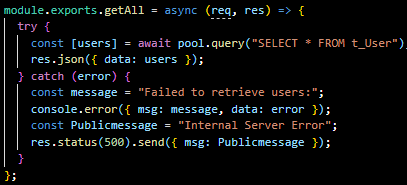 module.exports.getAll = async (req, res) => {
  try {
    const [users] = await pool.query("SELECT * FROM t_User")
    res.json({ data: users });
  } catch (error) {
    const message = "Failed to retrieve users:";
    console.error({ msg: message, data: error });
    const Publicmessage = "Internal Server Error";
    res.status(500).send({ msg: Publicmessage });
  }
};